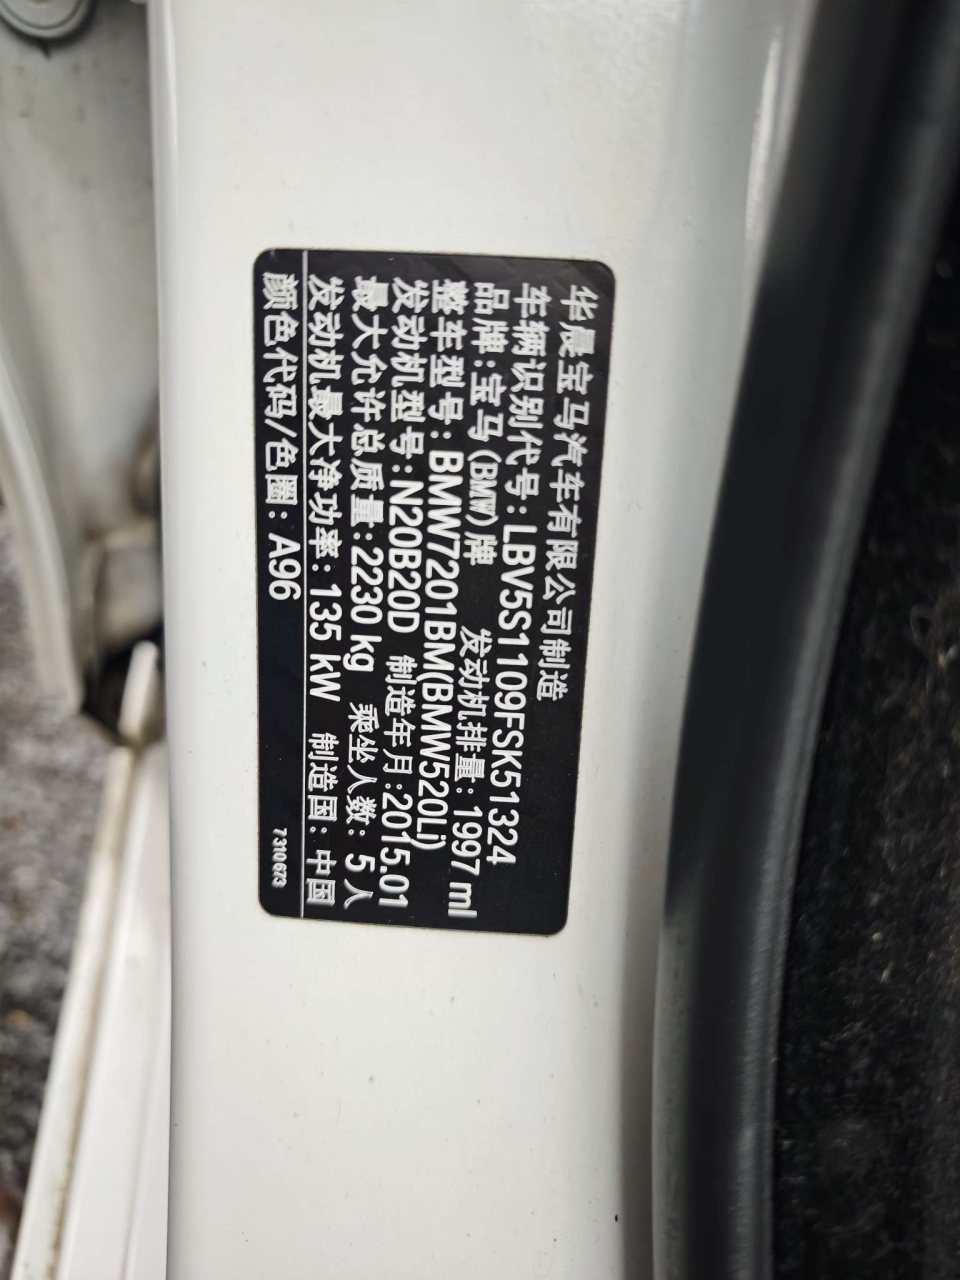 华晨宝马汽车有限公司制造
车辆识别代号：LBV5S1109FSK51324
品牌：宝马(BMW)牌 发动机排量：1997 ml
整车型号：BMW7201BM(BMW520Li)
发动机型号：N20B20D 制造年月：2015.01
最大允许总质量：2230 kg 乘坐人数：5 人
发动机最大净功率：135 kW 制造国：中国
颜色代码/色圈：A96 7310673